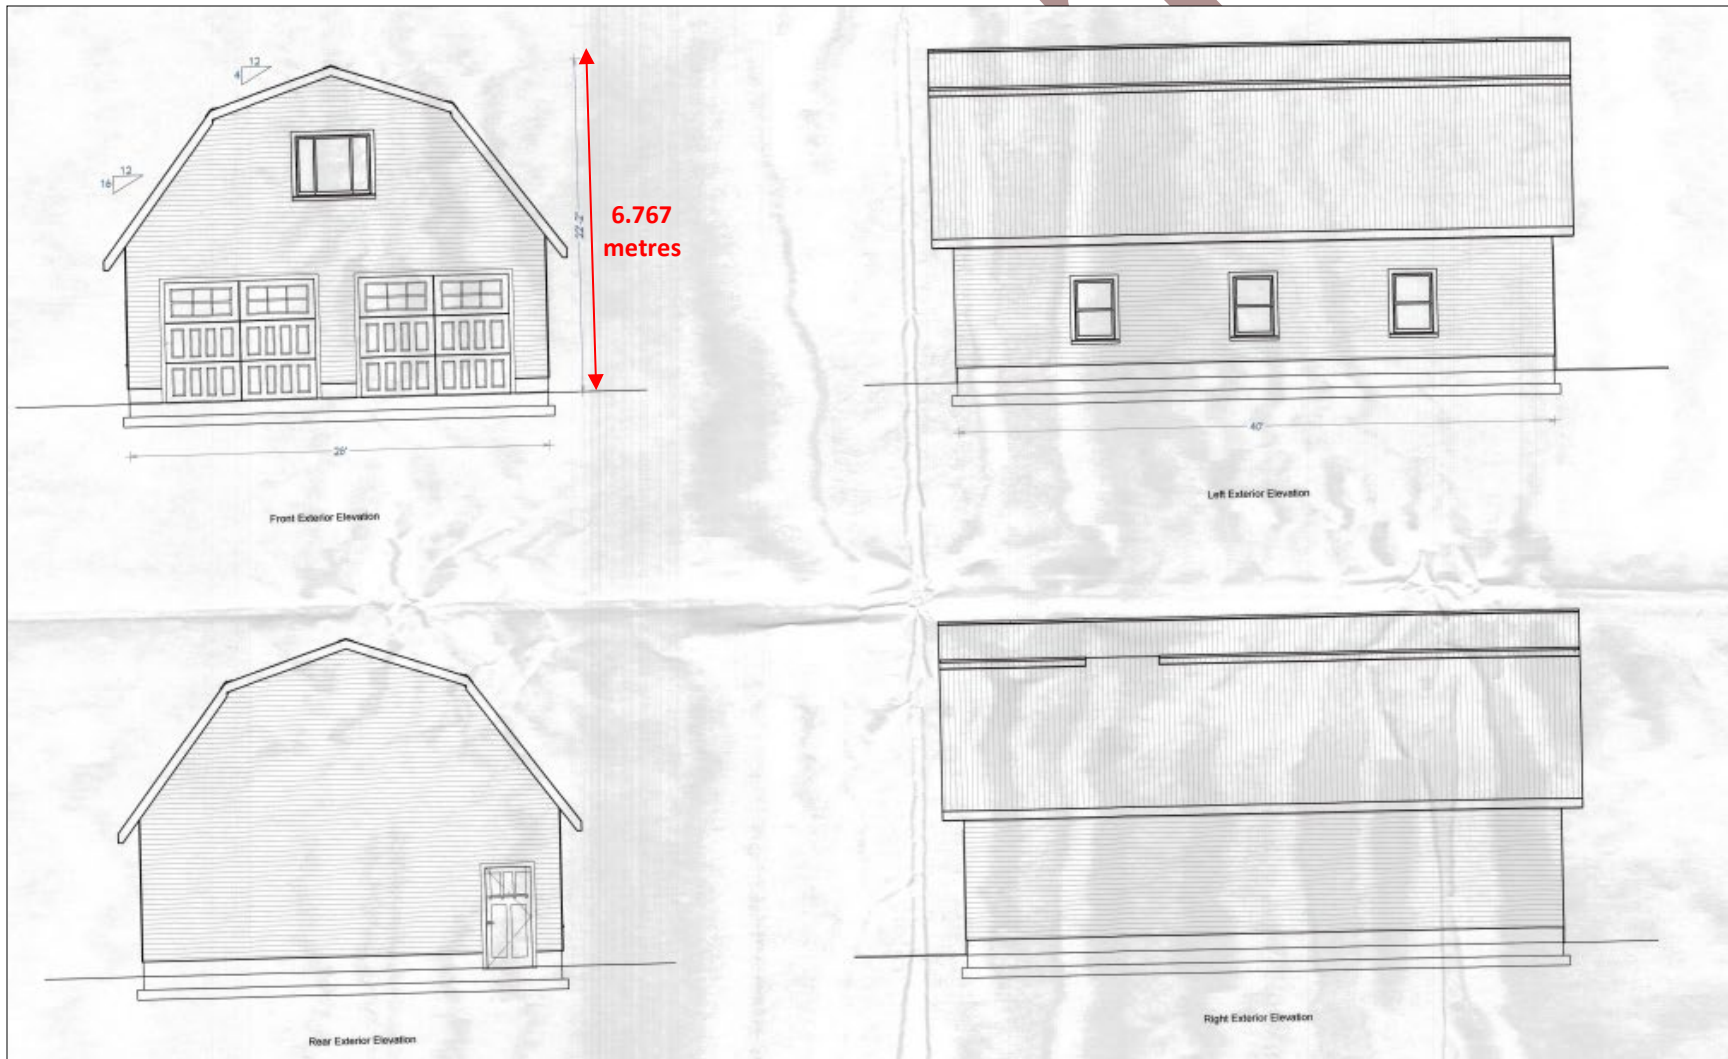 12
4
12
16
22'-2"
6.767
metres
28'
Front Exterior Elevation
40'
Left Exterior Elevation
Rear Exterior Elevation
Right Exterior Elevation